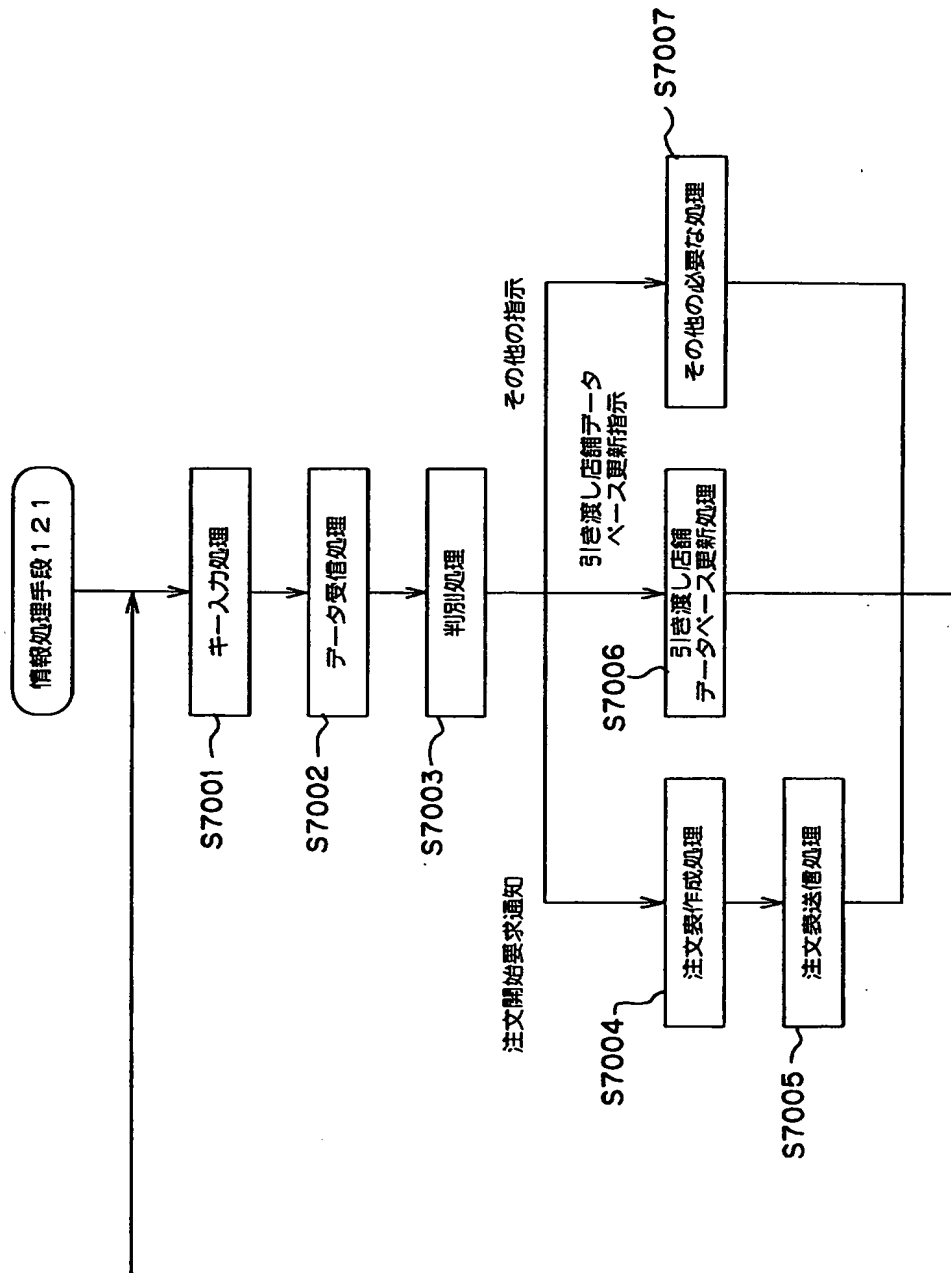 情報処理手段１２１
S7001
キー入力処理
S7002
データ受信処理
S7003
判別処理
注文開始要求通知
引き渡し店舗データ
ベース更新指示
その他の指示
S7004
注文表作成処理
S7006
引き渡し店舗
データベース更新処理
その他の必要な処理
S7007
S7005
注文表送信処理